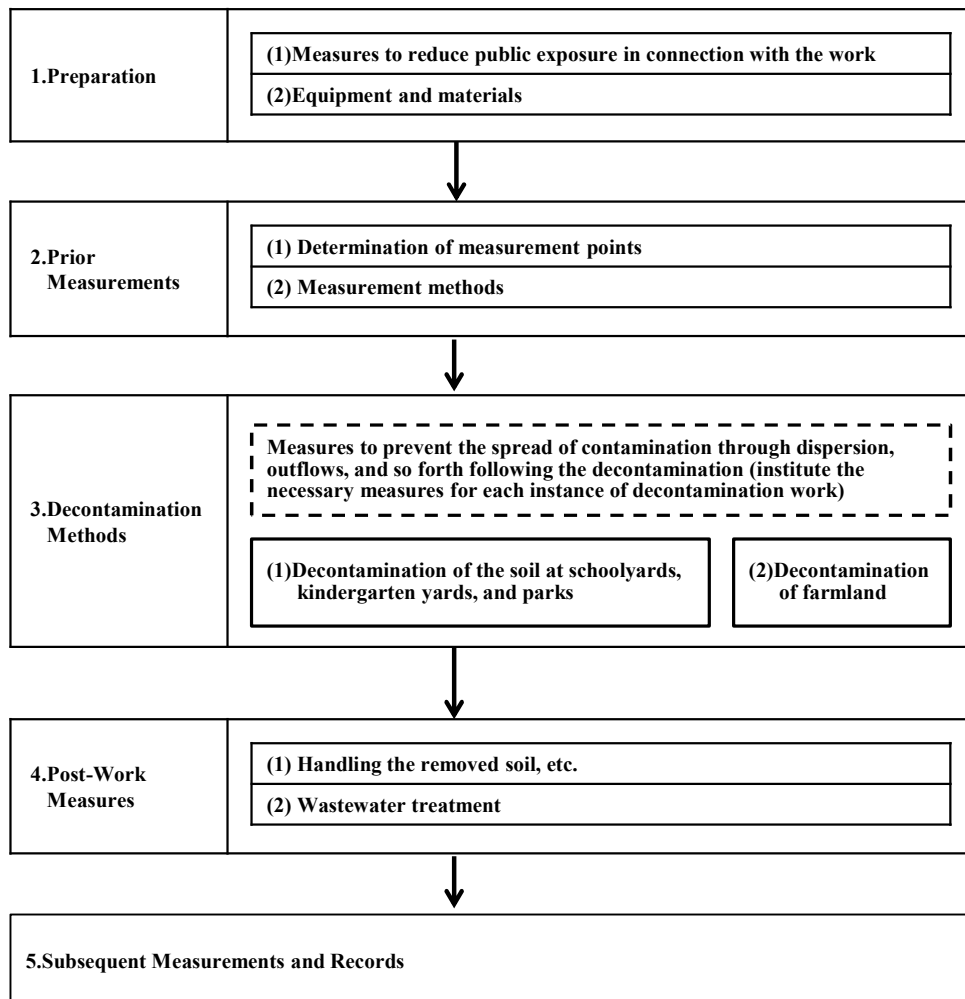 1.Preparation
(1)Measures to reduce public exposure in connection with the work
(2)Equipment and materials
2.Prior
Measurements
(1) Determination of measurement points
(2) Measurement methods
3.Decontamination
Methods
Measures to prevent the spread of contamination through dispersion,
outflows, and so forth following the decontamination (institute the
necessary measures for each instance of decontamination work)
(1)Decontamination of the soil at schoolyards,
kindergarten yards, and parks
(2)Decontamination
of farmland
4.Post-Work
Measures
(1) Handling the removed soil, etc.
(2) Wastewater treatment
5.Subsequent Measurements and Records